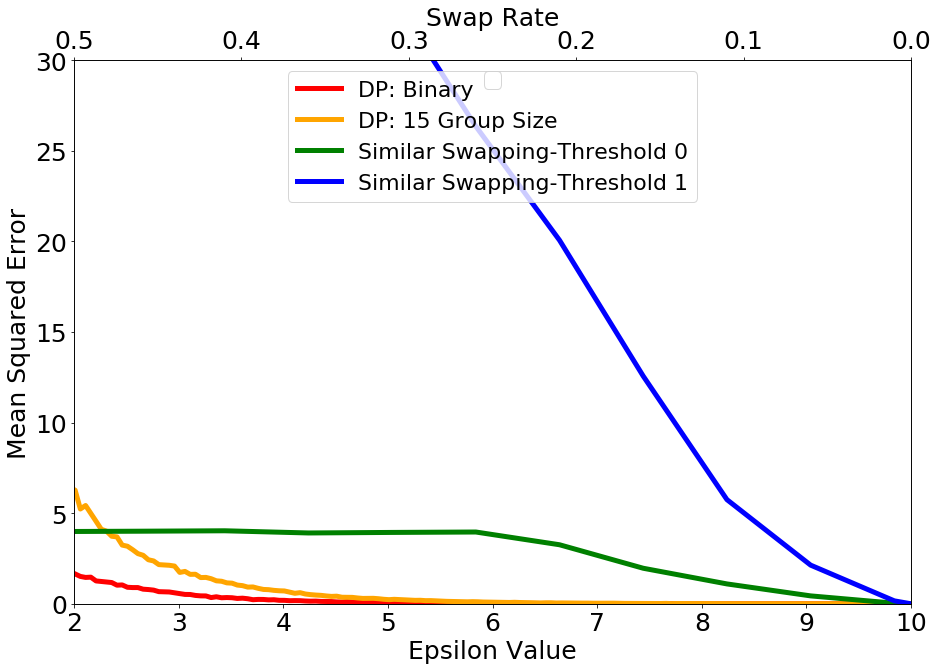 Swap Rate
0.5 0.4 0.3 0.2 0.1 0.0
30
25
20
15
10
5
0
Mean Squared Error
DP: Binary
DP: 15 Group Size
Similar Swapping-Threshold 0
Similar Swapping-Threshold 1
2 3 4 5 6 7 8 9 10
Epsilon Value